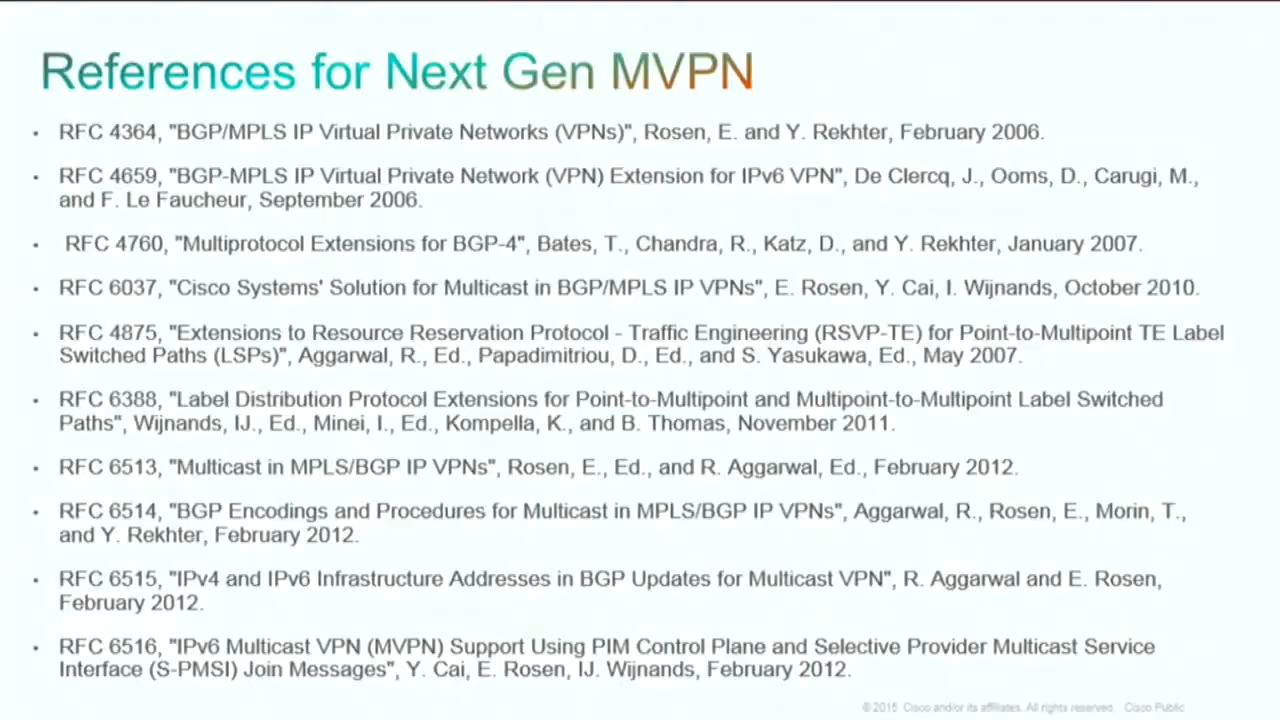 References for Next Gen MVPN
• RFC 4364, "BGP/MPLS IP Virtual Private Networks (VPNs)", Rosen, E. and Y. Rekhter, February 2006.
• RFC 4659, "BGP-MPLS IP Virtual Private Network (VPN) Extension for IPv6 VPN", De Clercq, J., Ooms, D., Carugi, M.,
and F. Le Faucheur, September 2006.
• RFC 4760, "Multiprotocol Extensions for BGP-4", Bates, T., Chandra, R., Katz, D., and Y. Rekhter, January 2007.
• RFC 6037, "Cisco Systems' Solution for Multicast in BGP/MPLS IP VPNs", E. Rosen, Y. Cai, I. Wijnands, October 2010.
• RFC 4875, "Extensions to Resource Reservation Protocol - Traffic Engineering (RSVP-TE) for Point-to-Multipoint TE Label
Switched Paths (LSPs)", Aggarwal, R., Ed., Papadimitriou, D., Ed., and S. Yasukawa, Ed., May 2007.
• RFC 6388, "Label Distribution Protocol Extensions for Point-to-Multipoint and Multipoint-to-Multipoint Label Switched
Paths", Wijnands, IJ., Ed., Minei, I., Ed., Kompella, K., and B. Thomas, November 2011.
• RFC 6513, "Multicast in MPLS/BGP IP VPNs", Rosen, E., Ed., and R. Aggarwal, Ed., February 2012.
• RFC 6514, "BGP Encodings and Procedures for Multicast in MPLS/BGP IP VPNs", Aggarwal, R., Rosen, E., Morin, T.,
and Y. Rekhter, February 2012.
• RFC 6515, "IPv4 and IPv6 Infrastructure Addresses in BGP Updates for Multicast VPN", R. Aggarwal and E. Rosen,
February 2012.
• RFC 6516, "IPv6 Multicast VPN (MVPN) Support Using PIM Control Plane and Selective Provider Multicast Service
Interface (S-PMSI) Join Messages", Y. Cai, E. Rosen, IJ. Wijnands, February 2012.
© 2015 Cisco and/or its affiliates. All rights reserved. Cisco Public